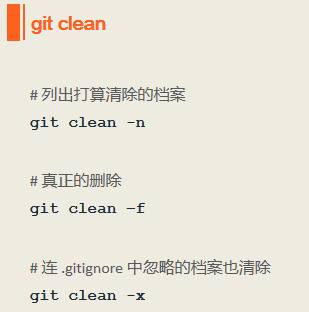 git clean
# 列出打算清除的档案
git clean -n
# 真正的删除
git clean –f
# 连 .gitignore 中忽略的档案也清除
git clean -x